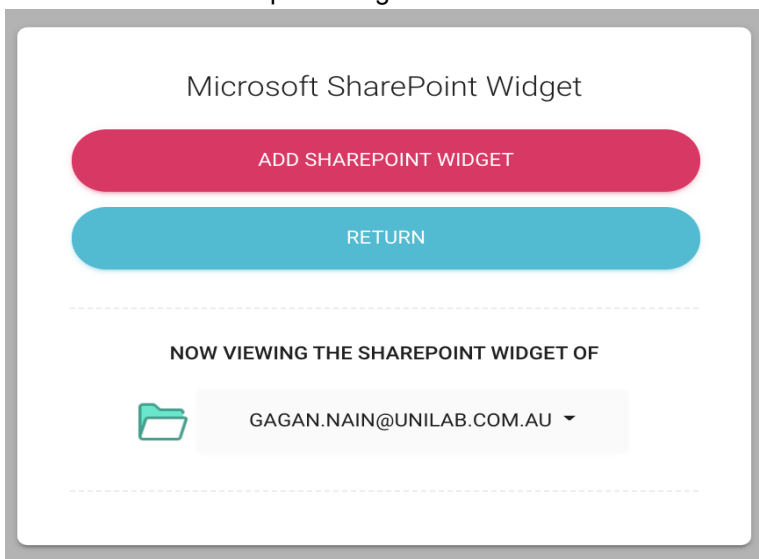 Microsoft SharePoint Widget
ADD SHAREPOINT WIDGET
RETURN
NOW VIEWING THE SHAREPOINT WIDGET OF
GAGAN.NAIN@UNILAB.COM.AU